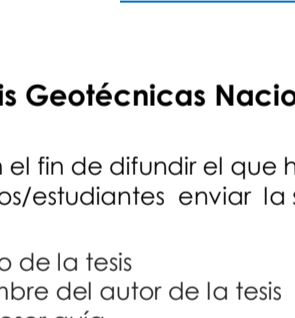 is Geotécnicas Nacio
el fin de difundir el que h
os/estudiantes enviar la s
o de la tesis
nbre del autor de la tesis